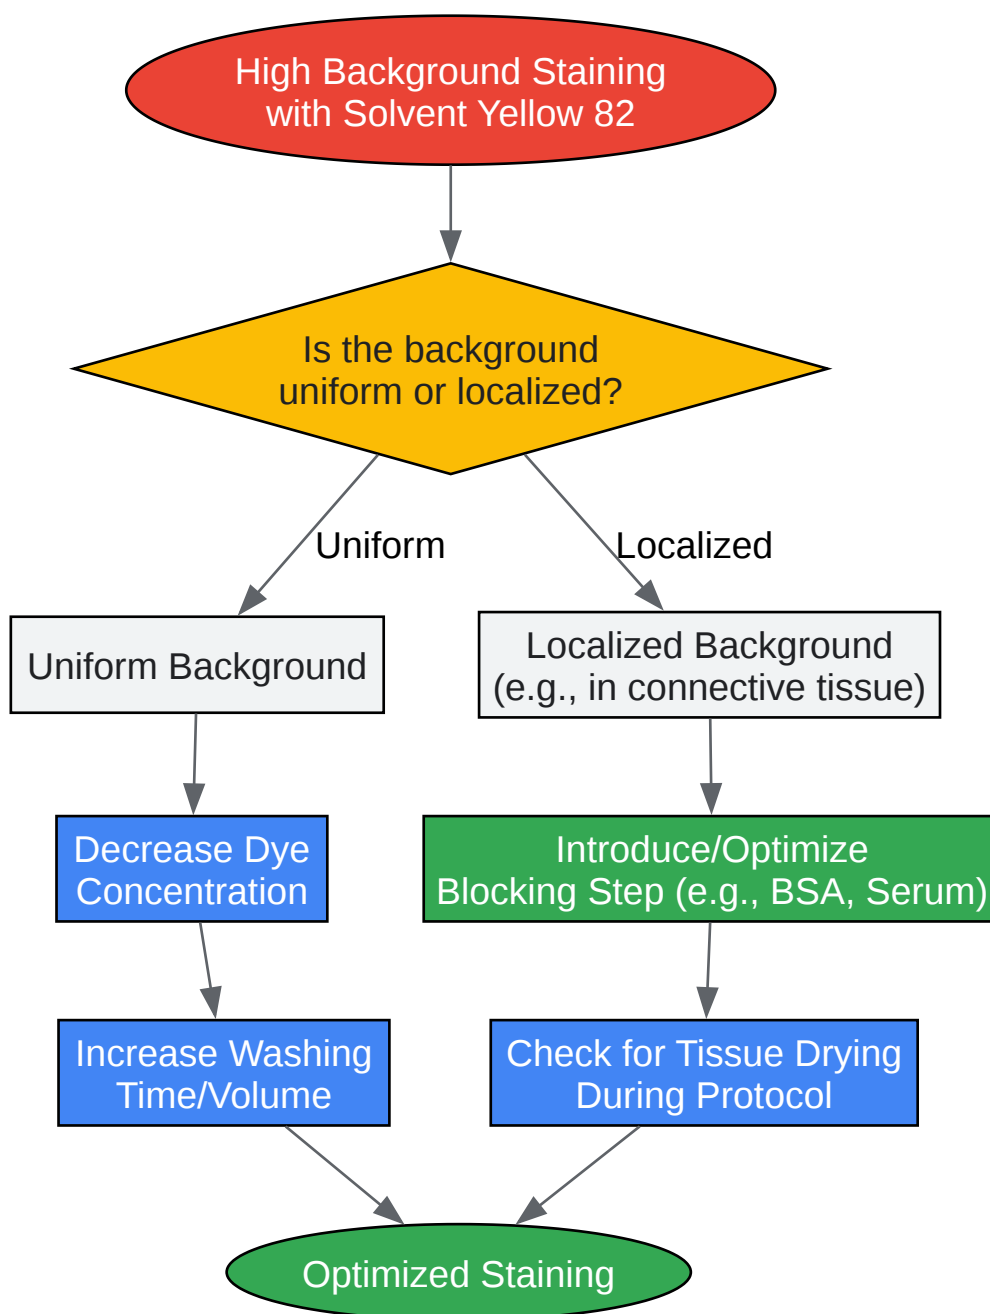 High Background Staining
with Solvent Yellow 82
Is the background
uniform or localized?
Uniform
Localized
Uniform Background
Localized Background
(e.g., in connective tissue)
Decrease Dye
Concentration
Introduce/Optimize
Blocking Step (e.g., BSA, Serum)
Increase Washing
Time/Volume
Check for Tissue Drying
During Protocol
Optimized Staining